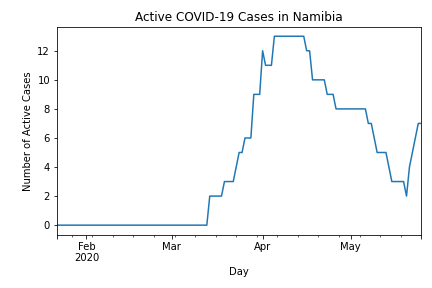 Active COVID-19 Cases in Namibia
Number of Active Cases
12
10
8
6
4
2
0
Feb
2020
Mar
Apr
May
Day